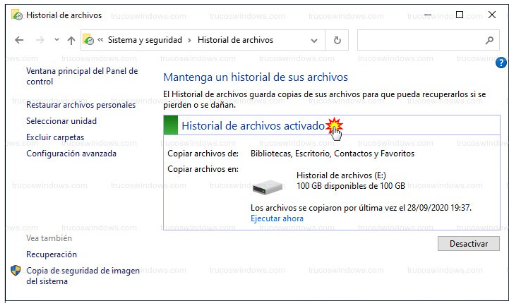 Historial de archivos
« Sistema y seguridad > Historial de archivos
Ventana principal del Panel de
control
Restaurar archivos personales
Seleccionar unidad
Excluir carpetas
Configuración avanzada
Vea también
Recuperación
Copia de seguridad de imagen
del sistema
Mantenga un historial de sus archivos
El Historial de archivos guarda copias de sus archivos para que pueda recuperarlos si se
pierden o se dañan.
Historial de archivos activado
Copiar archivos de: Bibliotecas, Escritorio, Contactos y Favoritos
Copiar archivos en: Historial de archivos (E:)
100 GB disponibles de 100 GB
Los archivos se copiaron por última vez el 28/09/2020 19:37.
Ejecutar ahora
Desactivar
trucoswindows.com